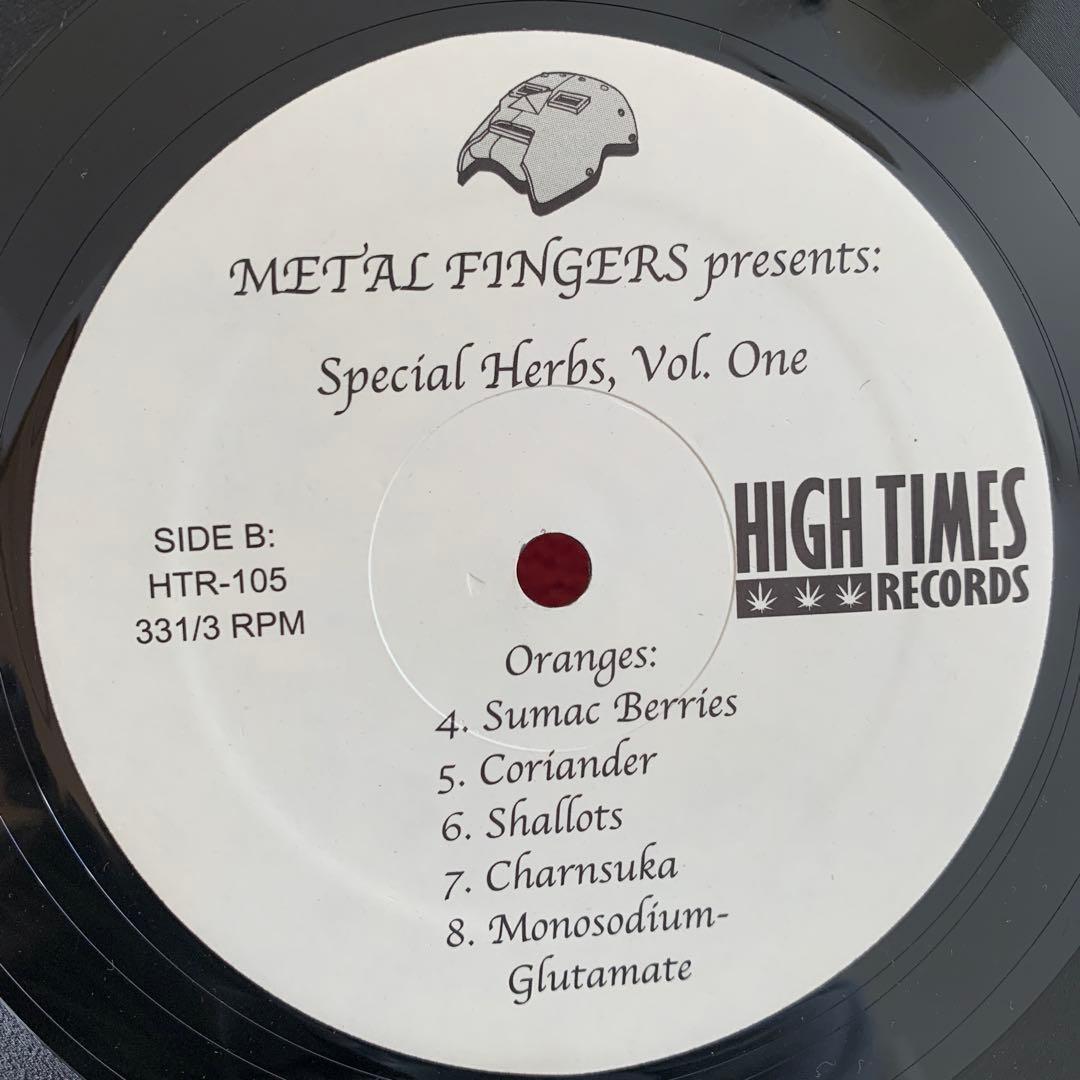 METAL FINGERS presents:
Special Herbs, Vol. One
HIGH TIMES
RECORDS
SIDE B:
HTR-105
331/3 RPM
Oranges:
4. Sumac Berries
5. Coriander
6. Shallots
7. Charnsuka
8. Monosodium-
Glutamate